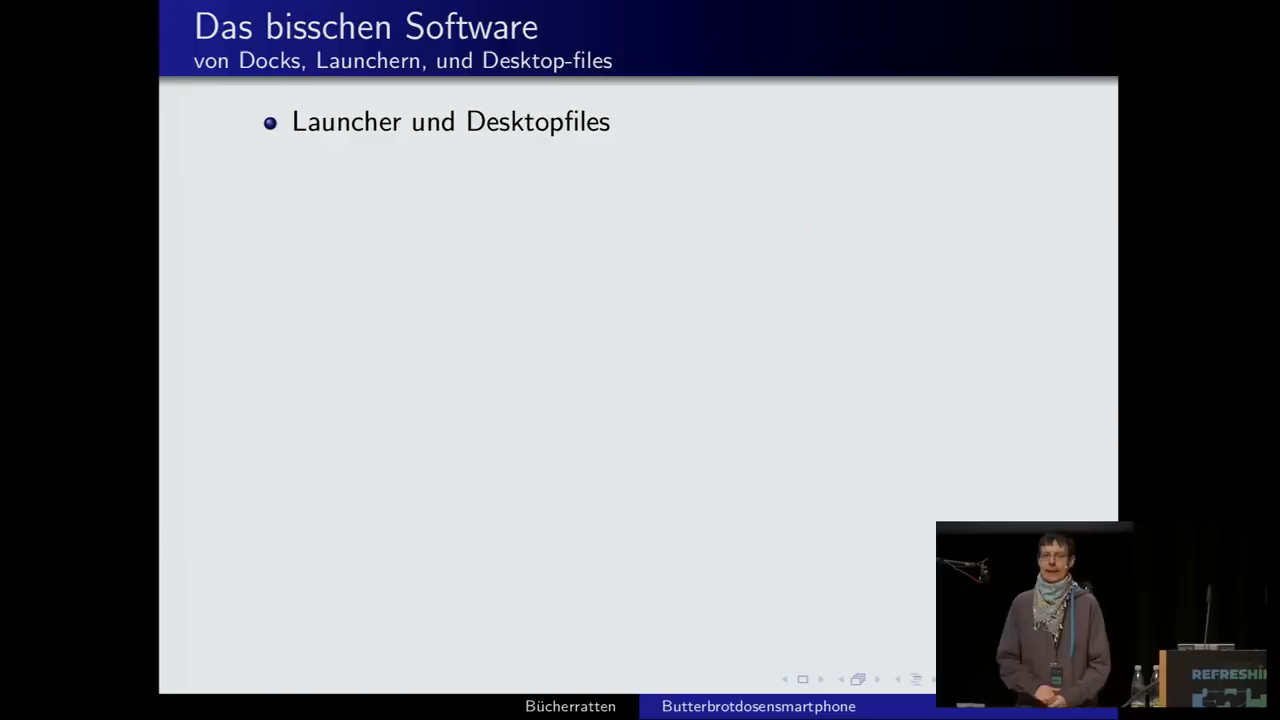 Das bisschen Software
von Docks, Launchern, und Desktop-files
Launcher und Desktopfiles
REFRESHI
Bücherratten
Butterbrotdosensmartphone